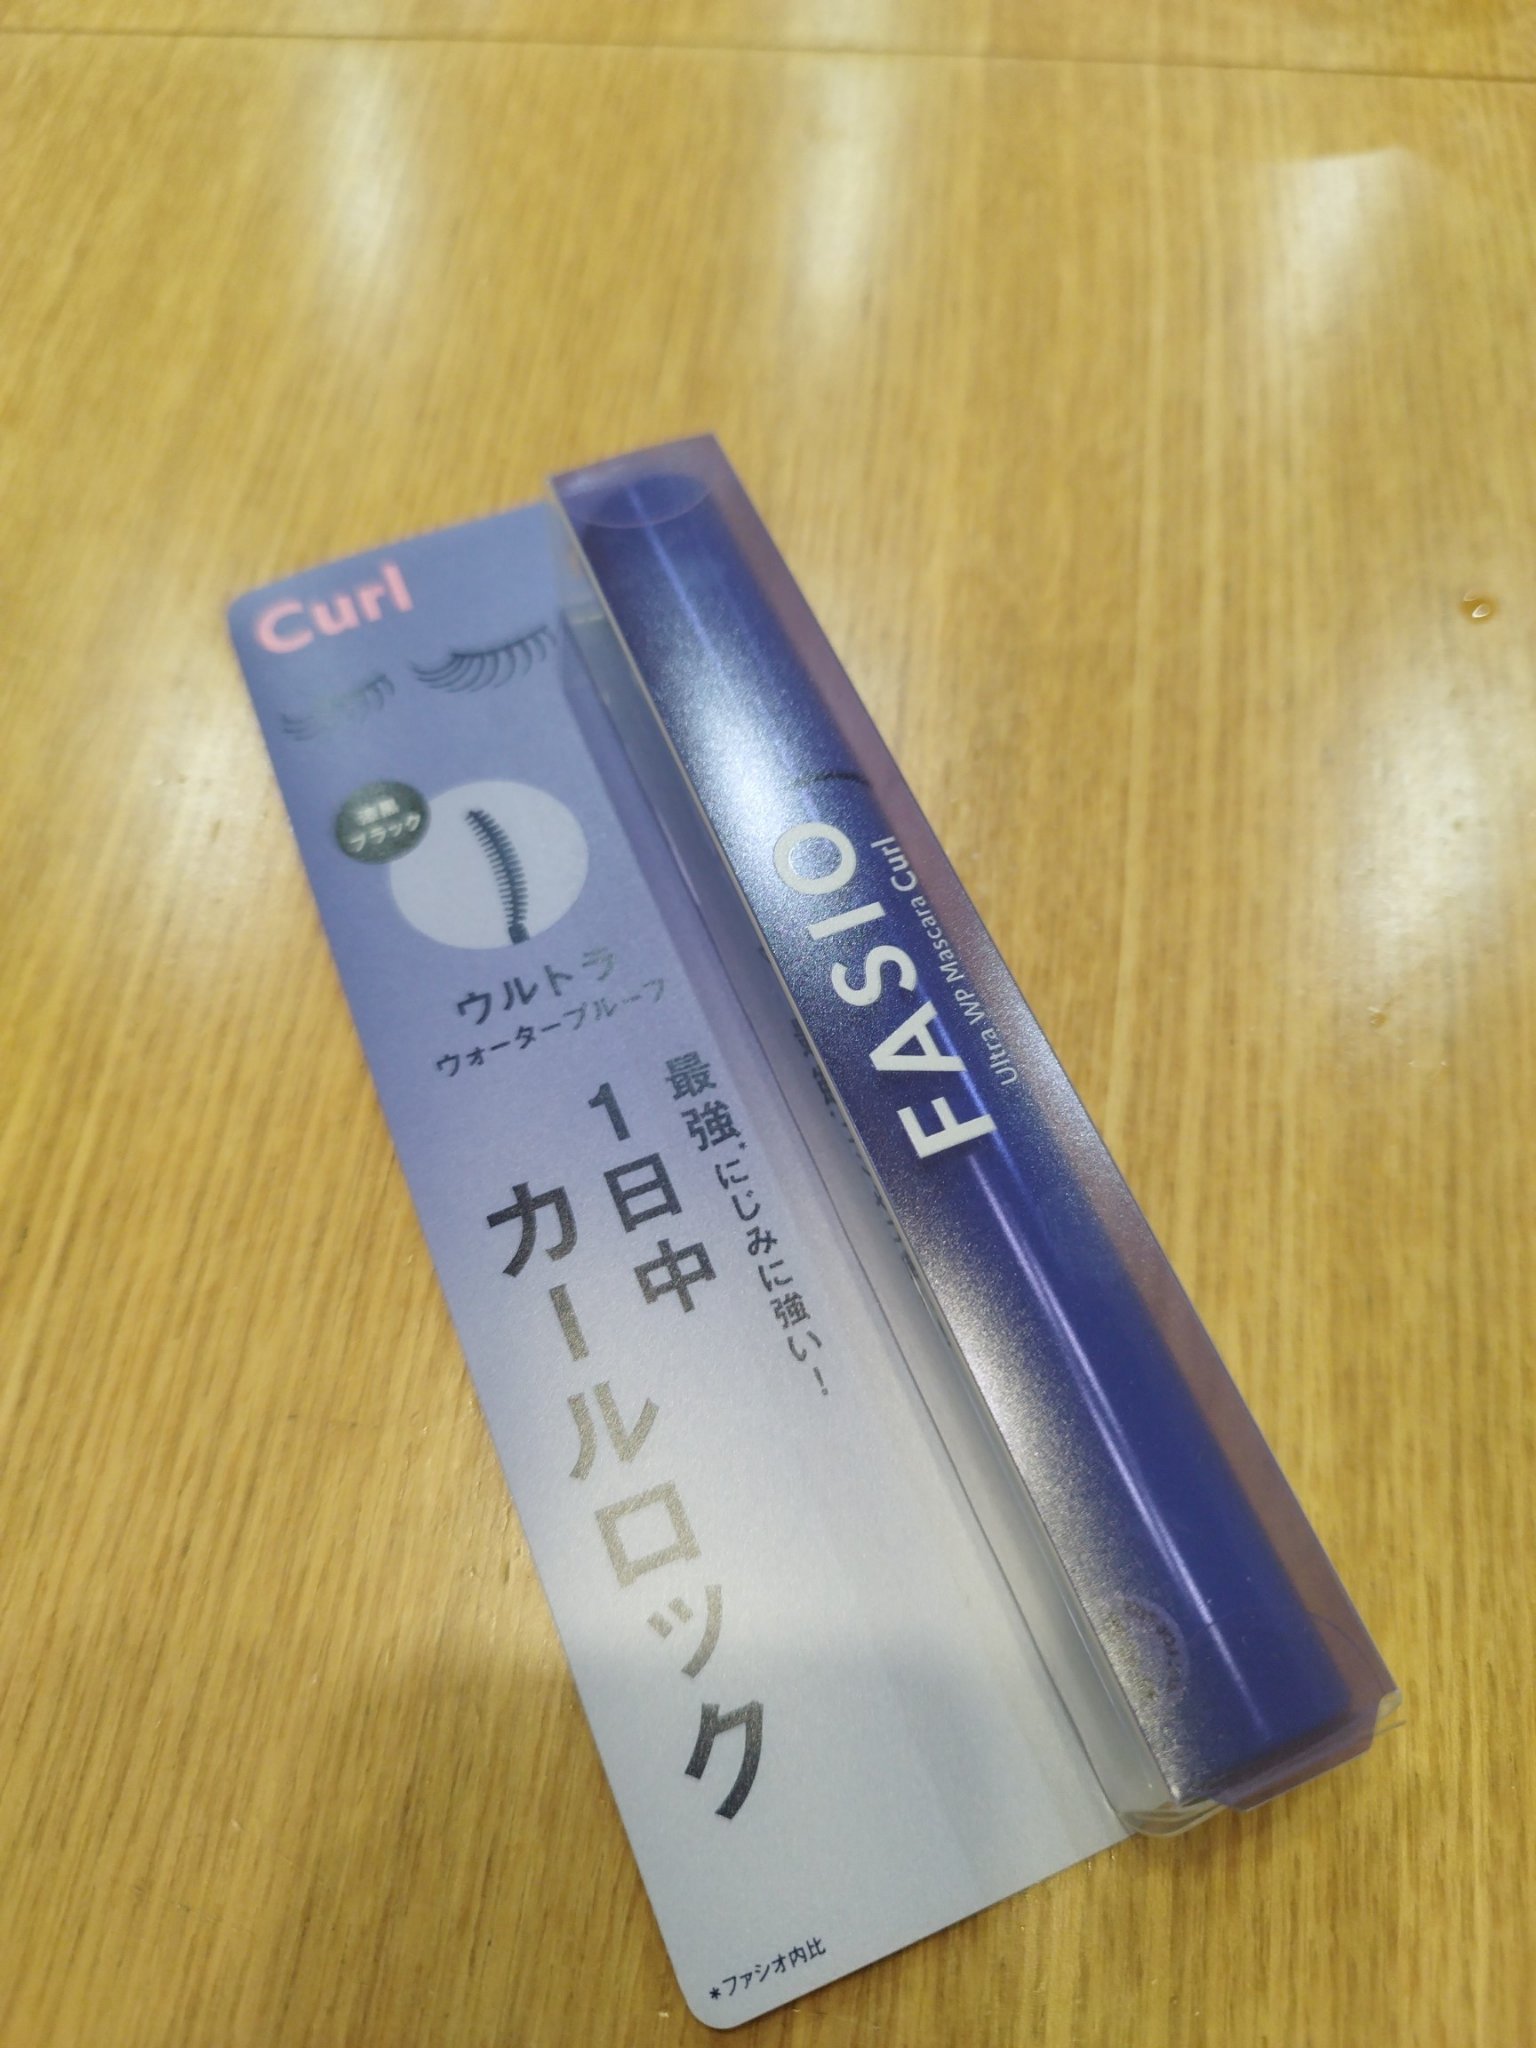 Curl
漆黒
ブラック
ウルトラ
ウォータープルーフ
最強*にじみに強い!
1日中
カールロック
*ファシオ内比
FASIO
Ultra WP Mascara Curl